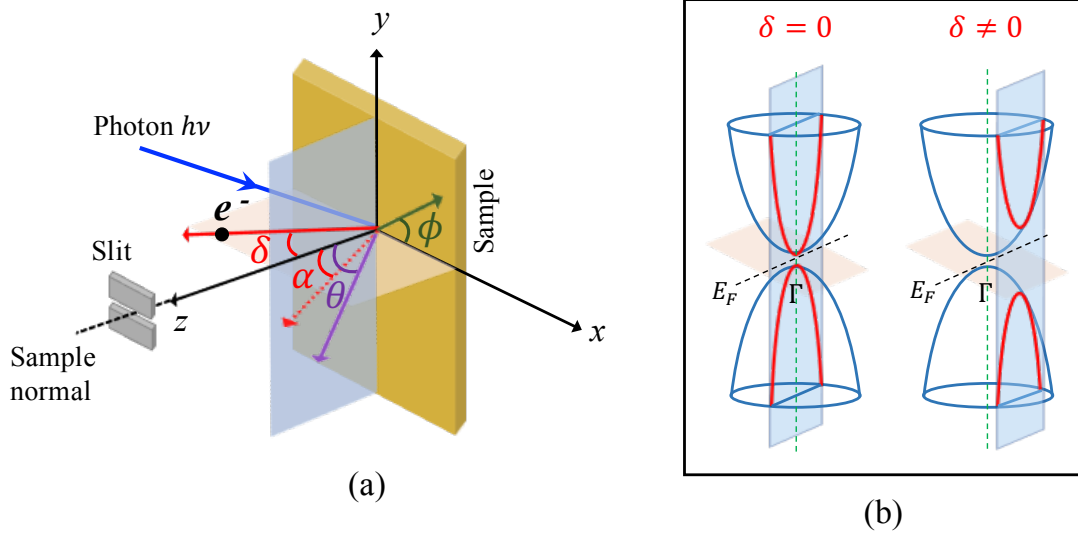 y
Photon hν
e-
Slit
δ
α
θ
ϕ
Sample
z
x
Sample
normal
(a)
δ = 0
δ ≠ 0
E_F
Γ
E_F
Γ
(b)